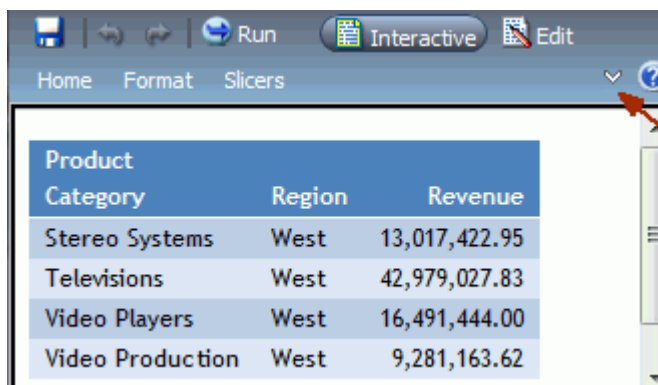 Run Interactive Edit
Home Format Slicers
Product
Category Region Revenue
Stereo Systems West 13,017,422.95
Televisions West 42,979,027.83
Video Players West 16,491,444.00
Video Production West 9,281,163.62